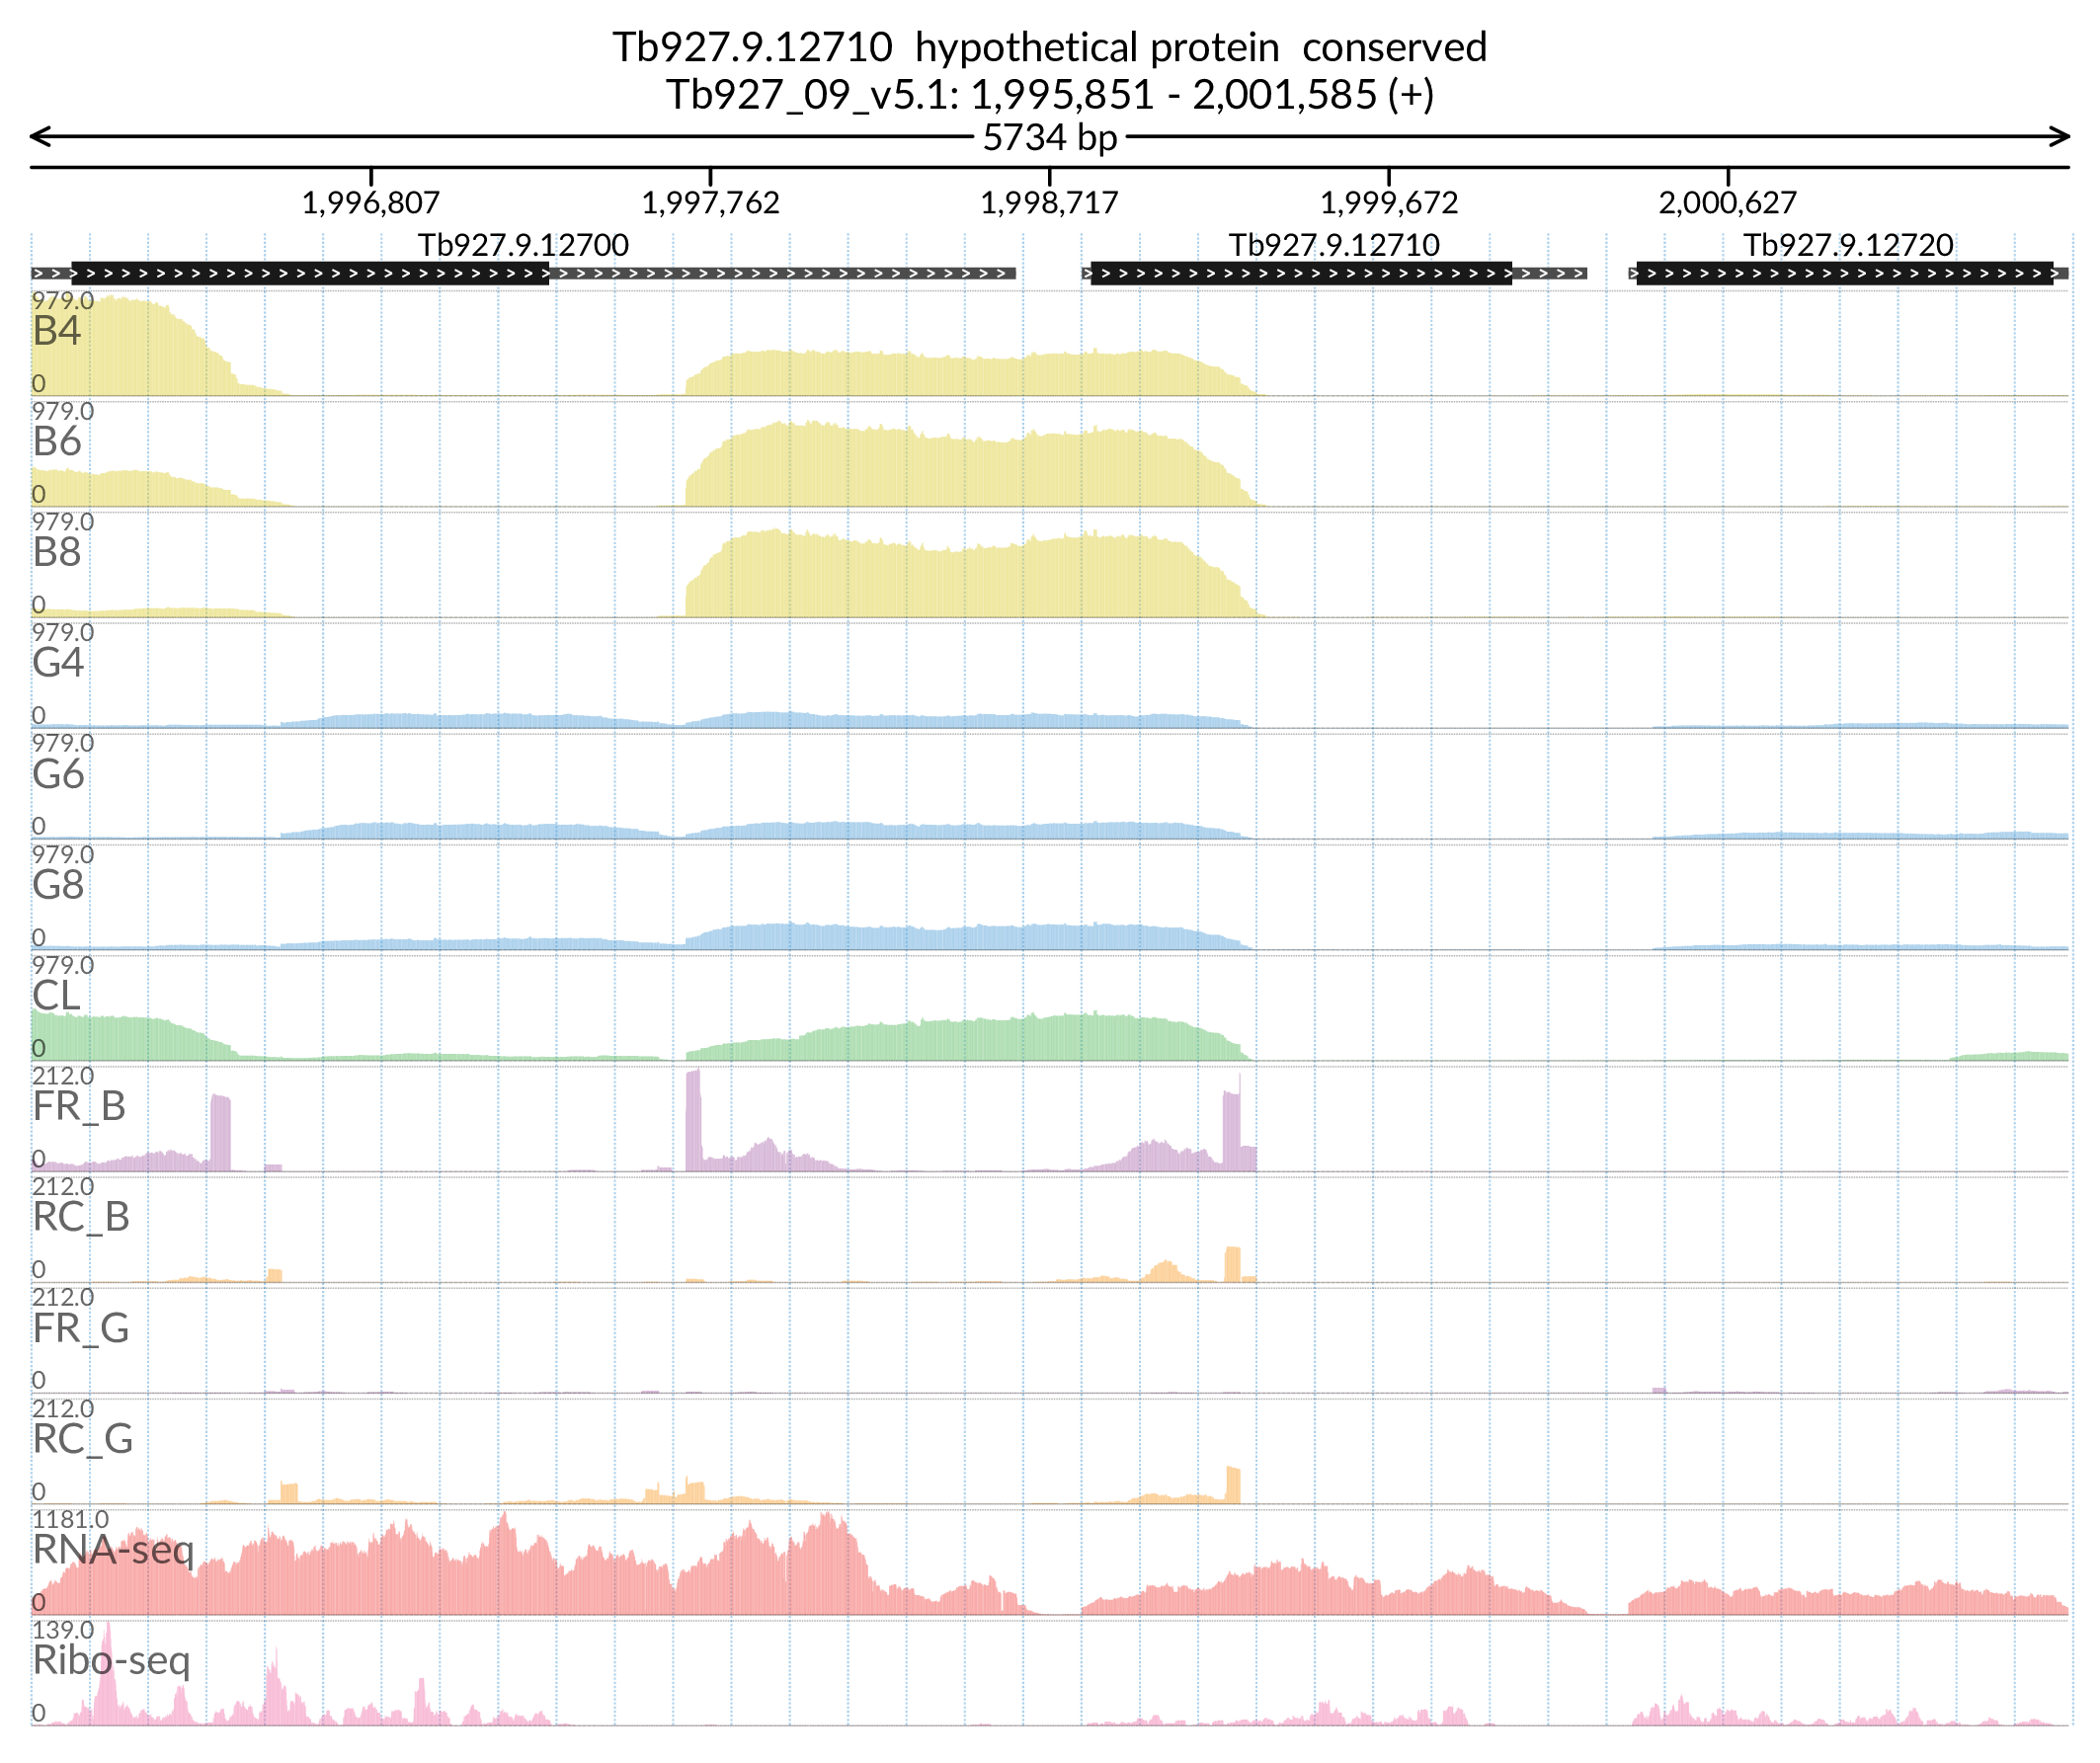 Tb927.9.12710  hypothetical protein  conserved
Tb927_09_v5.1: 1,995,851 - 2,001,585 (+)
5734 bp
1,996,807 1,997,762 1,998,717 1,999,672 2,000,627
Tb927.9.12700 Tb927.9.12710 Tb927.9.12720
979.0
B4
0
979.0
B6
0
979.0
B8
0
979.0
G4
0
979.0
G6
0
979.0
G8
0
979.0
CL
0
212.0
FR_B
0
212.0
RC_B
0
212.0
FR_G
0
212.0
RC_G
0
1181.0
RNA-seq
0
139.0
Ribo-seq
0